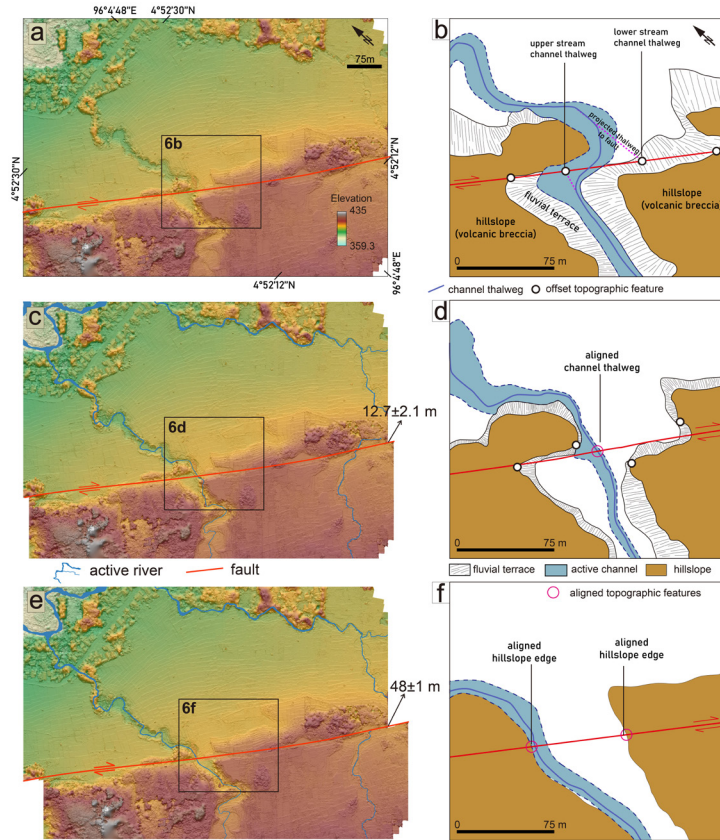 a
96°4'48"E
4°52'30"N
75m
6b
4°52'12"N
4°52'30"N
Elevation
435
359.3
4°52'12"N
96°4'48"E
b
N
upper stream
channel thalweg
lower stream
channel thalweg
projected thalweg
to fault
fluvial terrace
hillslope
(volcanic breccia)
hillslope
(volcanic breccia)
0 75 m
channel thalweg
offset topographic feature
c
6d
12.7±2.1 m
active river
fault
d
aligned
channel thalweg
0 75 m
fluvial terrace
active channel
hillslope
aligned topographic features
e
6f
48±1 m
f
aligned
hillslope edge
aligned
hillslope edge
0 75 m